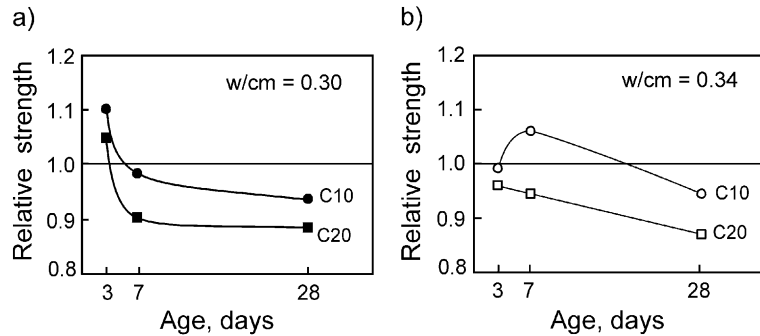 a)
Relative strength
1.2
1.1
1.0
0.9
0.8
w/cm = 0.30
C10
C20
3 7 28
Age, days
b)
Relative strength
1.2
1.1
1.0
0.9
0.8
w/cm = 0.34
C10
C20
3 7 28
Age, days